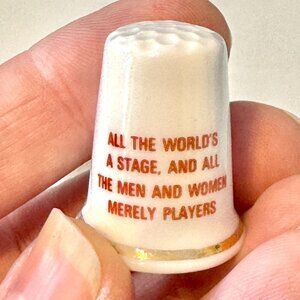 ALL THE WORLD'S
A STAGE, AND ALL
THE MEN AND WOMEN
MERELY PLAYERS